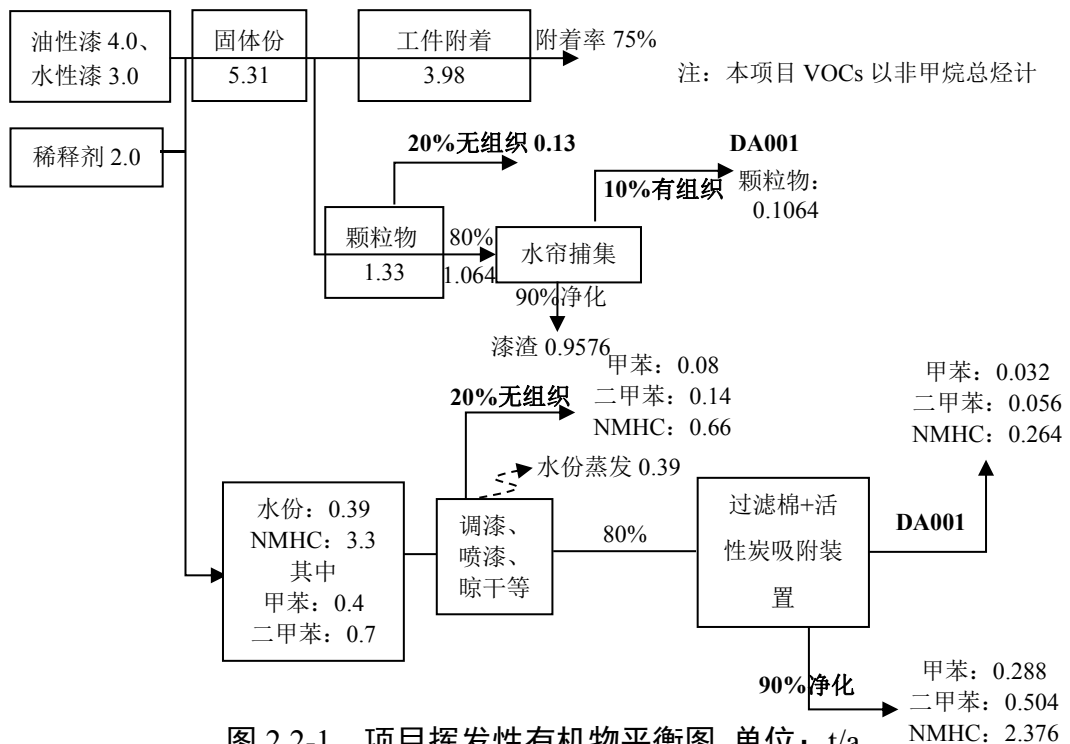 油性漆 4.0、
水性漆 3.0
固体份
5.31
工件附着
3.98
附着率 75%
注：本项目 VOCs 以非甲烷总烃计
稀释剂 2.0
20%无组织 0.13
DA001
10%有组织
颗粒物：
0.1064
颗粒物
1.33
80%
1.064
水帘捕集
90%净化
漆渣 0.9576
甲苯：0.08
二甲苯：0.14
NMHC：0.66
20%无组织
水份蒸发 0.39
甲苯：0.032
二甲苯：0.056
NMHC：0.264
水份：0.39
NMHC：3.3
其中
甲苯：0.4
二甲苯：0.7
调漆、
喷漆、
晾干等
80%
过滤棉+活
性炭吸附装
置
DA001
90%净化
甲苯：0.288
二甲苯：0.504
NMHC：2.376
图 2.2-1 项目挥发性有机物平衡图 单位：t/a